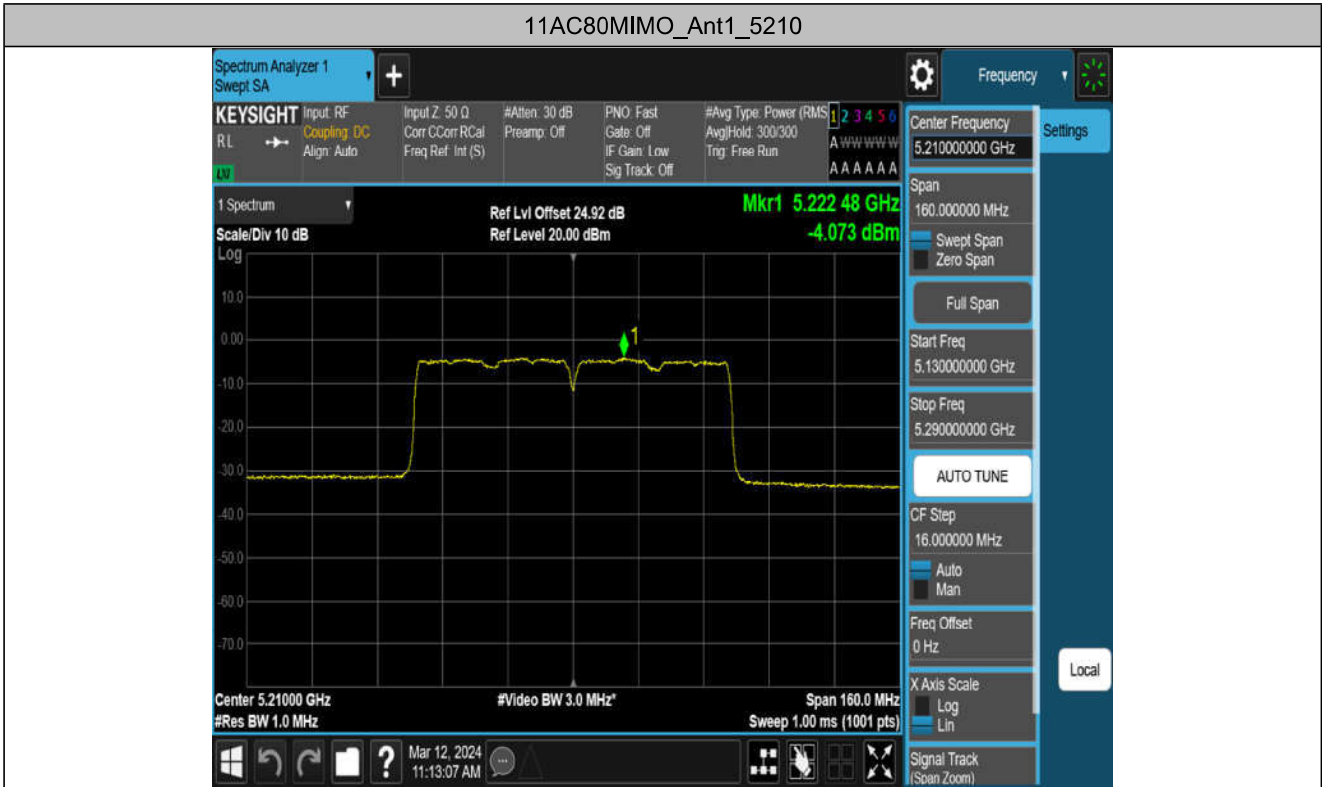 11AC80MIMO_Ant1_5210
Spectrum Analyzer 1
Swept SA
Frequency
KEYSIGHT
RL
LXI
Input: RF
Coupling: DC
Align: Auto
Input Z: 50 Ω
Corr CCorr RCal
Freq Ref: Int (S)
#Atten: 30 dB
Preamp: Off
PNO: Fast
Gate: Off
IF Gain: Low
Sig Track: Off
#Avg Type: Power (RMS
Avg|Hold: 300/300
Trig: Free Run
1 2 3 4 5 6
A W W W W W
A A A A A A
1 Spectrum
Scale/Div 10 dB
Log
Ref Lvl Offset 24.92 dB
Ref Level 20.00 dBm
Mkr1 5.222 48 GHz
-4.073 dBm
10.0
0.00
-10.0
-20.0
-30.0
-40.0
-50.0
-60.0
-70.0
1
Center 5.21000 GHz
#Res BW 1.0 MHz
#Video BW 3.0 MHz*
Span 160.0 MHz
Sweep 1.00 ms (1001 pts)
Mar 12, 2024
11:13:07 AM
Center Frequency
5.210000000 GHz
Settings
Span
160.000000 MHz
Swept Span
Zero Span
Full Span
Start Freq
5.130000000 GHz
Stop Freq
5.290000000 GHz
AUTO TUNE
CF Step
16.000000 MHz
Auto
Man
Freq Offset
0 Hz
X Axis Scale
Log
Lin
Local
Signal Track
(Span Zoom)